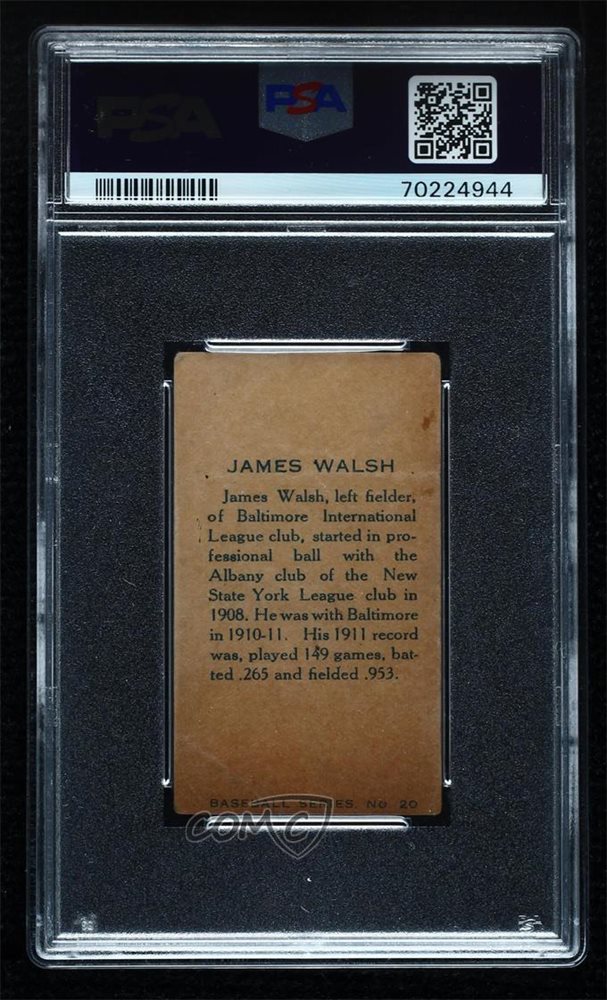 PSA
PSA
70224944
JAMES WALSH
James Walsh, left fielder,
of Baltimore International
League club, started in pro-
fessional ball with the
Albany club of the New
State York League club in
1908. He was with Baltimore
in 1910-11. His 1911 record
was, played 149 games, bat-
ted .265 and fielded .953.
BASEBALL SERIES, No. 20
COMC
PSA